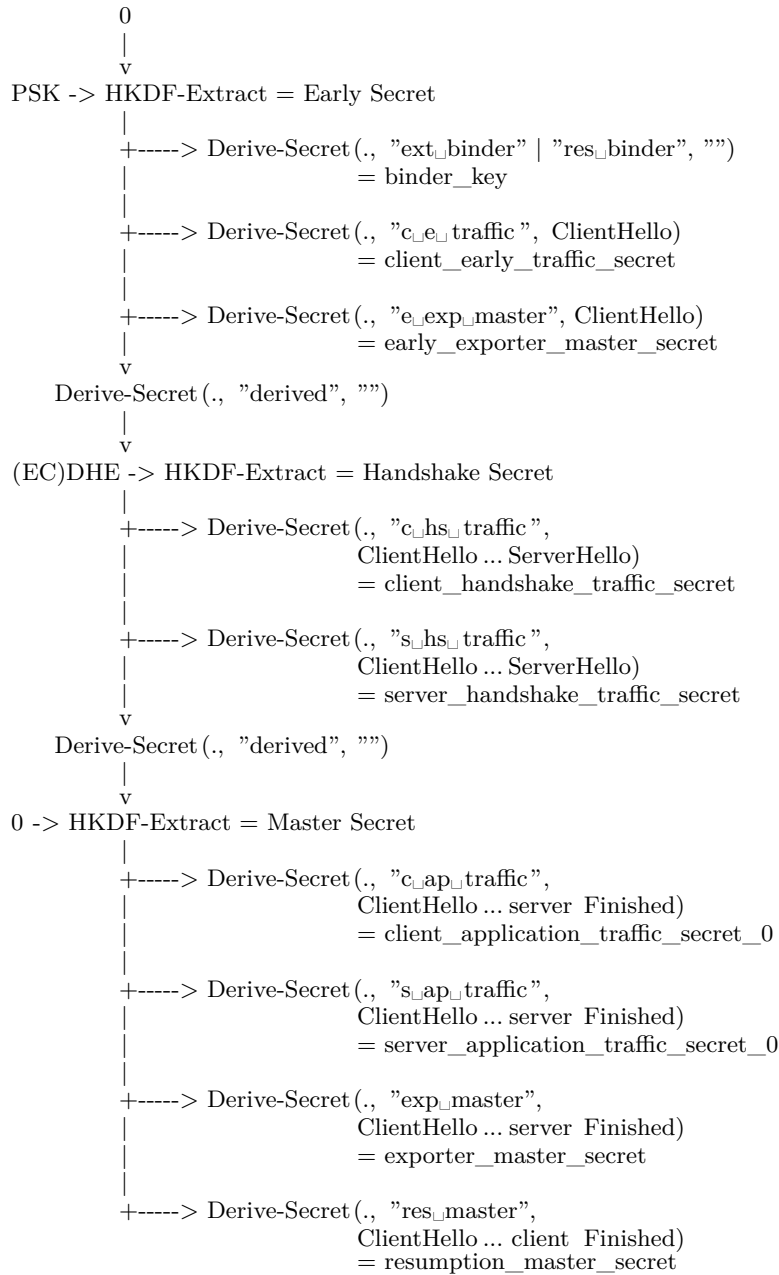 0
|
v
PSK -> HKDF-Extract = Early Secret
|
+-----> Derive-Secret(., "ext␣binder" | "res␣binder", "")
| = binder_key
|
+-----> Derive-Secret(., "c␣e␣traffic", ClientHello)
| = client_early_traffic_secret
|
+-----> Derive-Secret(., "e␣exp␣master", ClientHello)
| = early_exporter_master_secret
v
Derive-Secret(., "derived", "")
|
v
(EC)DHE -> HKDF-Extract = Handshake Secret
|
+-----> Derive-Secret(., "c␣hs␣traffic",
| ClientHello ... ServerHello)
| = client_handshake_traffic_secret
|
+-----> Derive-Secret(., "s␣hs␣traffic",
| ClientHello ... ServerHello)
| = server_handshake_traffic_secret
v
Derive-Secret(., "derived", "")
|
v
0 -> HKDF-Extract = Master Secret
|
+-----> Derive-Secret(., "c␣ap␣traffic",
| ClientHello ... server Finished)
| = client_application_traffic_secret_0
|
+-----> Derive-Secret(., "s␣ap␣traffic",
| ClientHello ... server Finished)
| = server_application_traffic_secret_0
|
+-----> Derive-Secret(., "exp␣master",
| ClientHello ... server Finished)
| = exporter_master_secret
|
+-----> Derive-Secret(., "res␣master",
ClientHello ... client Finished)
= resumption_master_secret